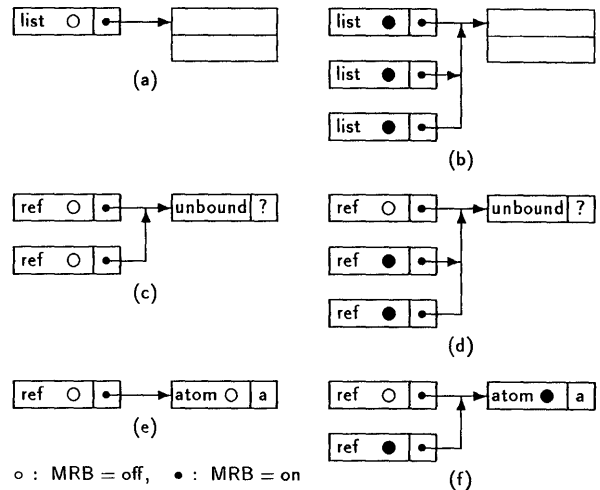 list ○
(a)
list ●
list ●
list ●
(b)
ref ○ unbound ?
ref ○
(c)
ref ○ unbound ?
ref ●
ref ●
(d)
ref ○ atom ○ a
(e)
ref ○ atom ● a
ref ●
(f)
○ : MRB = off, ● : MRB = on